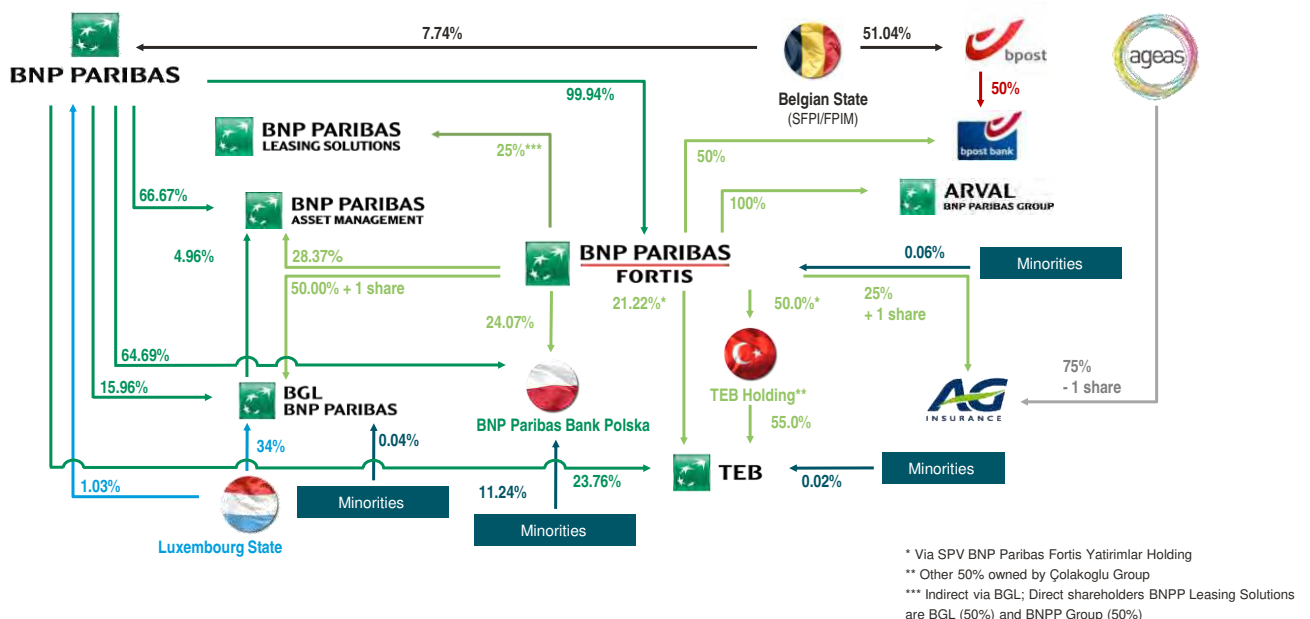 7.74%
51.04%
bpost
ageas
BNP PARIBAS
99.94%
Belgian State
(SFPI/FPIM)
50%
BNP PARIBAS
LEASING SOLUTIONS
25%***
50%
bpost bank
66.67%
BNP PARIBAS
ASSET MANAGEMENT
100%
ARVAL
BNP PARIBAS GROUP
4.96%
28.37%
BNP PARIBAS
FORTIS
0.06%
Minorities
50.00% + 1 share
21.22%*
50.0%*
25%
+ 1 share
24.07%
64.69%
15.96%
BGL
BNP PARIBAS
TEB Holding**
75%
- 1 share
AG
INSURANCE
BNP Paribas Bank Polska
55.0%
34%
0.04%
TEB
Minorities
1.03%
23.76%
0.02%
Minorities
11.24%
Minorities
Luxembourg State
* Via SPV BNP Paribas Fortis Yatirimlar Holding
** Other 50% owned by Çolakoglu Group
*** Indirect via BGL; Direct shareholders BNPP Leasing Solutions
are BGL (50%) and BNPP Group (50%)